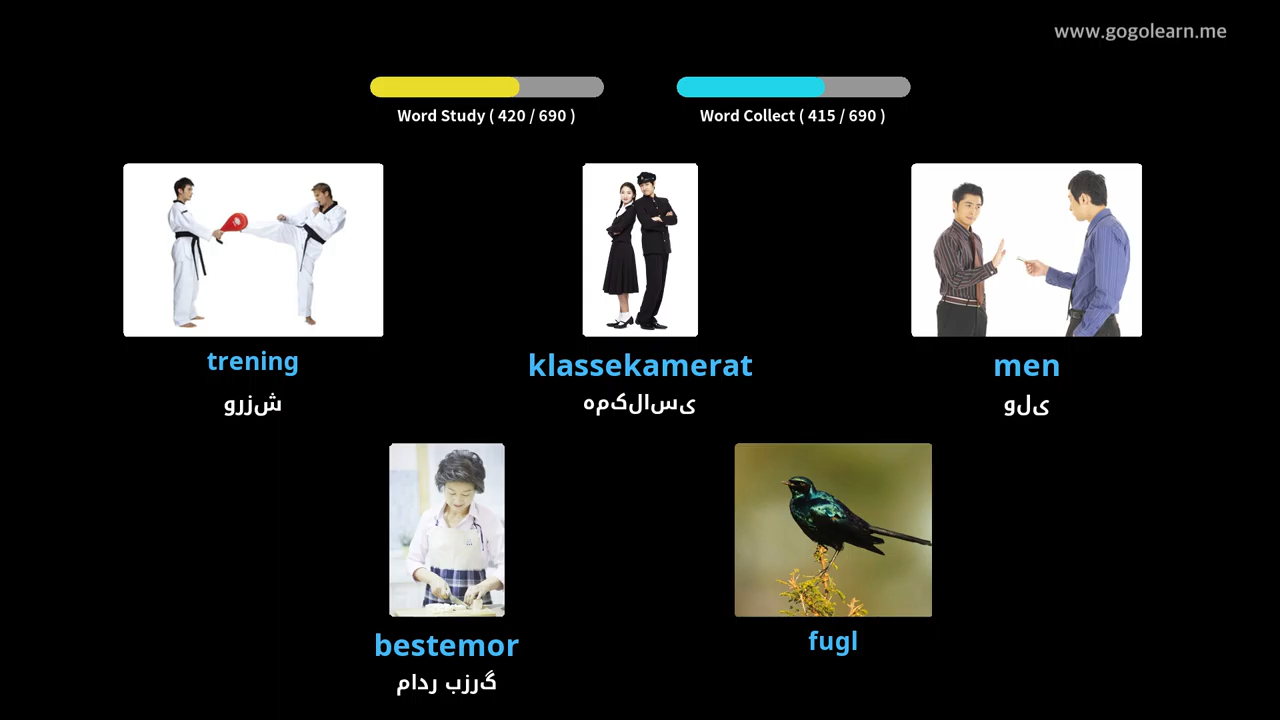 www.gogolearn.me
Word Study ( 420 / 690 )
Word Collect ( 415 / 690 )
trening
شزرو
klassekamerat
یسالکمه
men
یلو
bestemor
گرزب ردام
fugl